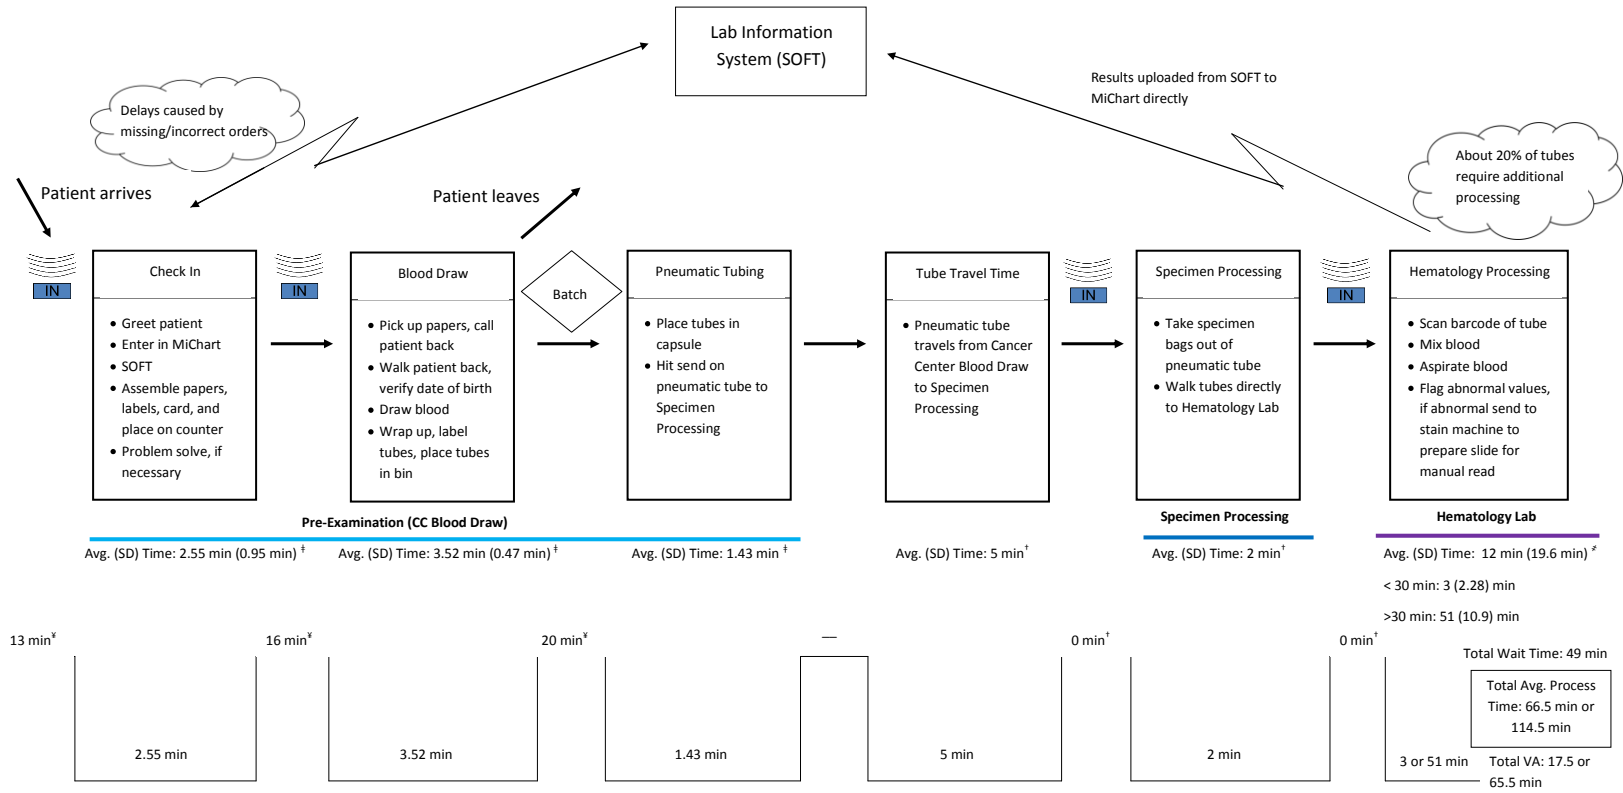 Lab Information
System (SOFT)
Results uploaded from SOFT to
MiChart directly
Delays caused by
missing/incorrect orders
About 20% of tubes
require additional
processing
Patient arrives
Patient leaves
IN
Check In
• Greet patient
• Enter in MiChart
• SOFT
• Assemble papers,
labels, card, and
place on counter
• Problem solve, if
necessary
IN
Blood Draw
• Pick up papers, call
patient back
• Walk patient back,
verify date of birth
• Draw blood
• Wrap up, label
tubes, place tubes
in bin
Batch
Pneumatic Tubing
• Place tubes in
capsule
• Hit send on
pneumatic tube to
Specimen
Processing
Tube Travel Time
• Pneumatic tube
travels from Cancer
Center Blood Draw
to Specimen
Processing
IN
Specimen Processing
• Take specimen
bags out of
pneumatic tube
• Walk tubes directly
to Hematology Lab
IN
Hematology Processing
• Scan barcode of tube
• Mix blood
• Aspirate blood
• Flag abnormal values,
if abnormal send to
stain machine to
prepare slide for
manual read
Pre-Examination (CC Blood Draw)
Specimen Processing
Hematology Lab
Avg. (SD) Time: 2.55 min (0.95 min) ‡
Avg. (SD) Time: 3.52 min (0.47 min) ‡
Avg. (SD) Time: 1.43 min ‡
Avg. (SD) Time: 5 min†
Avg. (SD) Time: 2 min†
Avg. (SD) Time: 12 min (19.6 min)
< 30 min: 3 (2.28) min
>30 min: 51 (10.9) min
13 min¥
16 min¥
20 min¥
—
0 min†
0 min†
Total Wait Time: 49 min
Total Avg. Process
Time: 66.5 min or
114.5 min
2.55 min
3.52 min
1.43 min
5 min
2 min
3 or 51 min
Total VA: 17.5 or
65.5 min